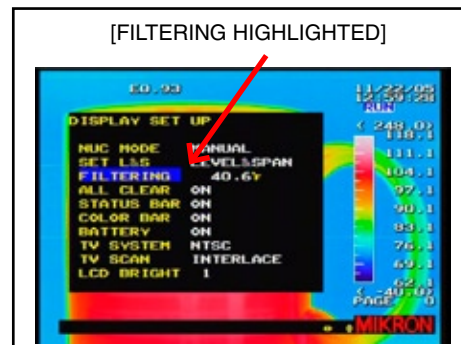 [FILTERING HIGHLIGHTED]
E0.93
11/22/05
RUN
DISPLAY SET UP
( 248.0)
118.1
NUC MODE MANUAL
SET L&S LEVEL&SPAN
111.1
FILTERING 40.6
104.1
ALL CLEAR ON
97.1
STATUS BAR ON
90.1
COLOR BAR ON
BATTERY ON
83.1
TV SYSTEM NTSC
76.1
TV SCAN INTERLACE
69.1
LCD BRIGHT 1
62.1
( -40.0)
PAGE 0
MIKRON